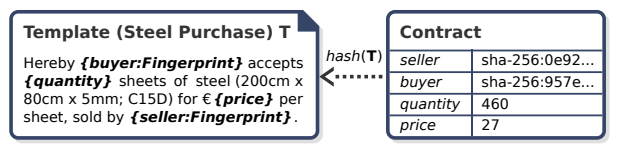 Template (Steel Purchase) T
Hereby {buyer:Fingerprint} accepts
{quantity} sheets of steel (200cm x
80cm x 5mm; C15D) for € {price} per
sheet, sold by {seller:Fingerprint}.
hash(T)
Contract
seller sha-256:0e92...
buyer sha-256:957e...
quantity 460
price 27